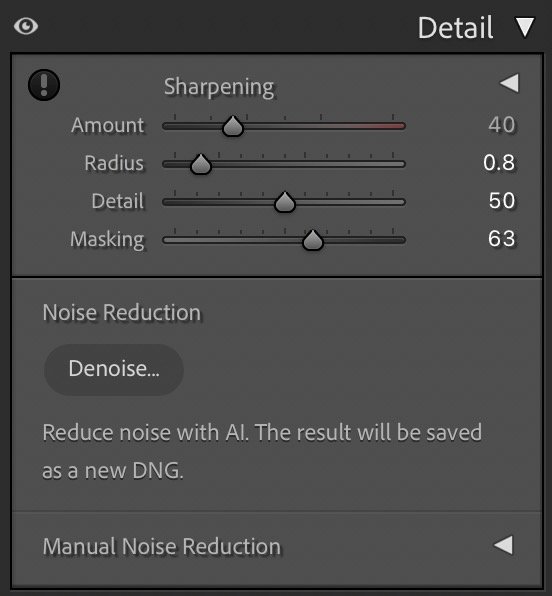 Detail
Sharpening
Amount 40
Radius 0.8
Detail 50
Masking 63
Noise Reduction
Denoise...
Reduce noise with AI. The result will be saved
as a new DNG.
Manual Noise Reduction